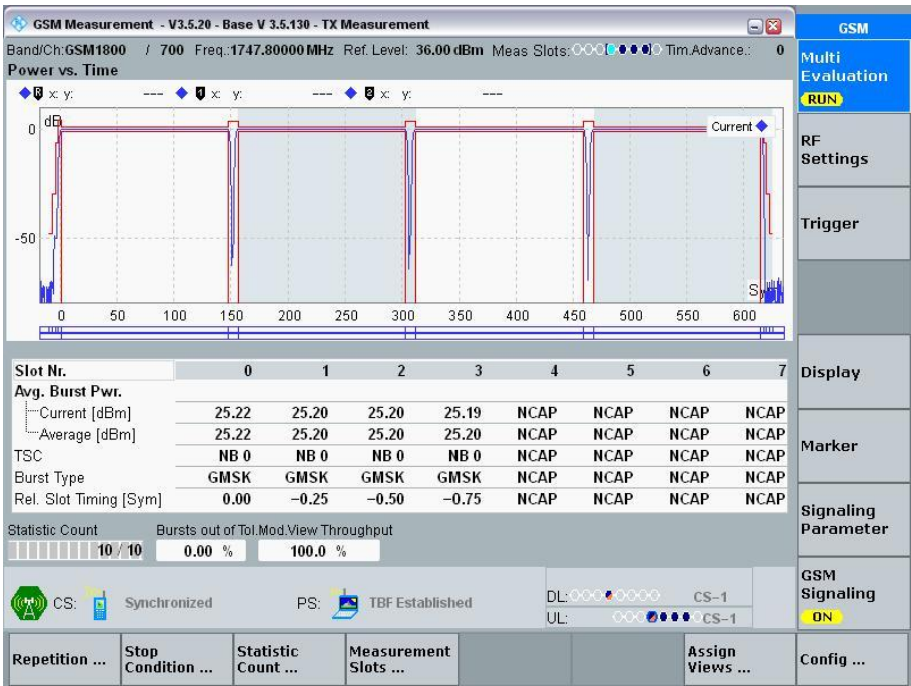 GSM Measurement - V3.5.20 - Base V 3.5.130 - TX Measurement
GSM
Band/Ch:GSM1800 / 700 Freq.:1747.80000 MHz Ref. Level: 36.00 dBm Meas Slots: Tim.Advance.: 0
Power vs. Time
x: y: --- x: y: --- x: y: ---
dB
Current
0
-50
0 50 100 150 200 250 300 350 400 450 500 550 600
Slot Nr. 0 1 2 3 4 5 6 7
Avg. Burst Pwr.
Current [dBm] 25.22 25.20 25.20 25.19 NCAP NCAP NCAP NCAP
Average [dBm] 25.22 25.20 25.20 25.20 NCAP NCAP NCAP NCAP
TSC NB 0 NB 0 NB 0 NB 0 NCAP NCAP NCAP NCAP
Burst Type GMSK GMSK GMSK GMSK NCAP NCAP NCAP NCAP
Rel. Slot Timing [Sym] 0.00 −0.25 −0.50 −0.75 NCAP NCAP NCAP NCAP
Statistic Count Bursts out of Tol. Mod.View Throughput
10 / 10 0.00 % 100.0 %
CS: Synchronized PS: TBF Established
DL: CS−1
UL: CS−1
Multi
Evaluation
RUN
RF
Settings
Trigger
Display
Marker
Signaling
Parameter
GSM
Signaling
ON
Repetition ...
Stop
Condition ...
Statistic
Count ...
Measurement
Slots ...
Assign
Views ...
Config ...